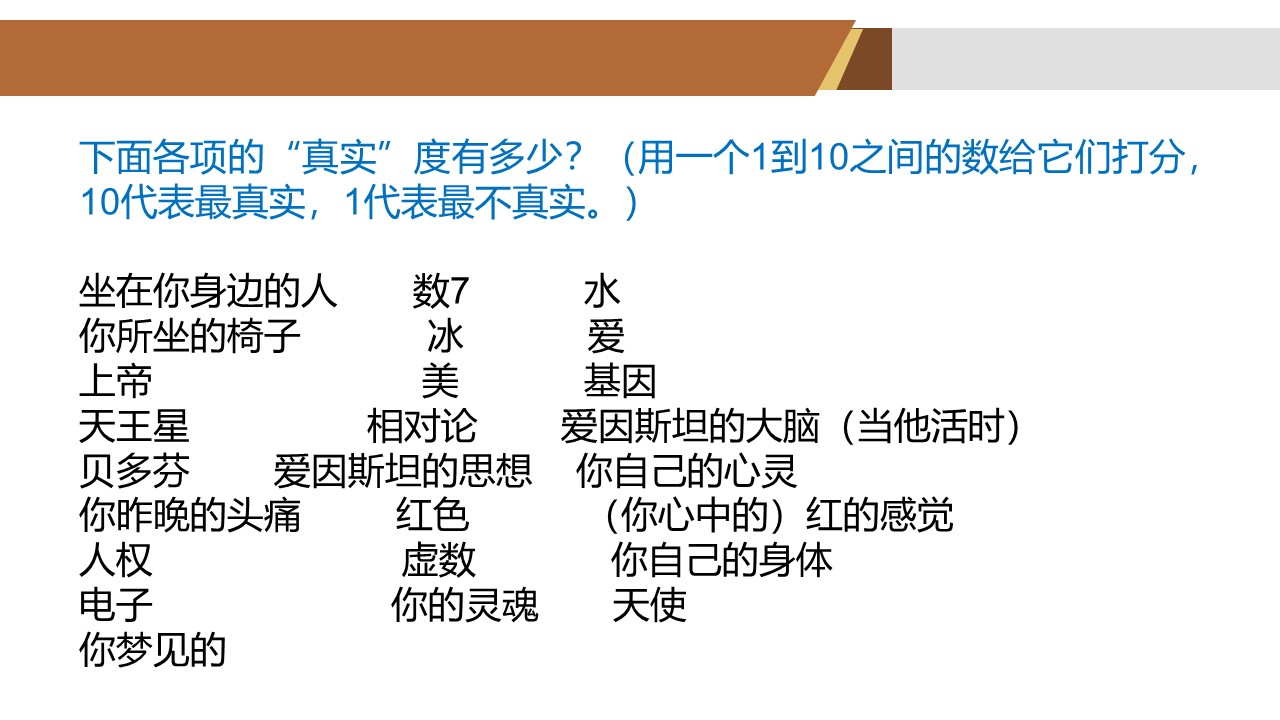 下面各项的“真实”度有多少？（用一个1到10之间的数给它们打分，
10代表最真实，1代表最不真实。）
坐在你身边的人 数7 水
你所坐的椅子 冰 爱
上帝 美 基因
天王星 相对论 爱因斯坦的大脑（当他活时）
贝多芬 爱因斯坦的思想 你自己的心灵
你昨晚的头痛 红色 （你心中的）红的感觉
人权 虚数 你自己的身体
电子 你的灵魂 天使
你梦见的